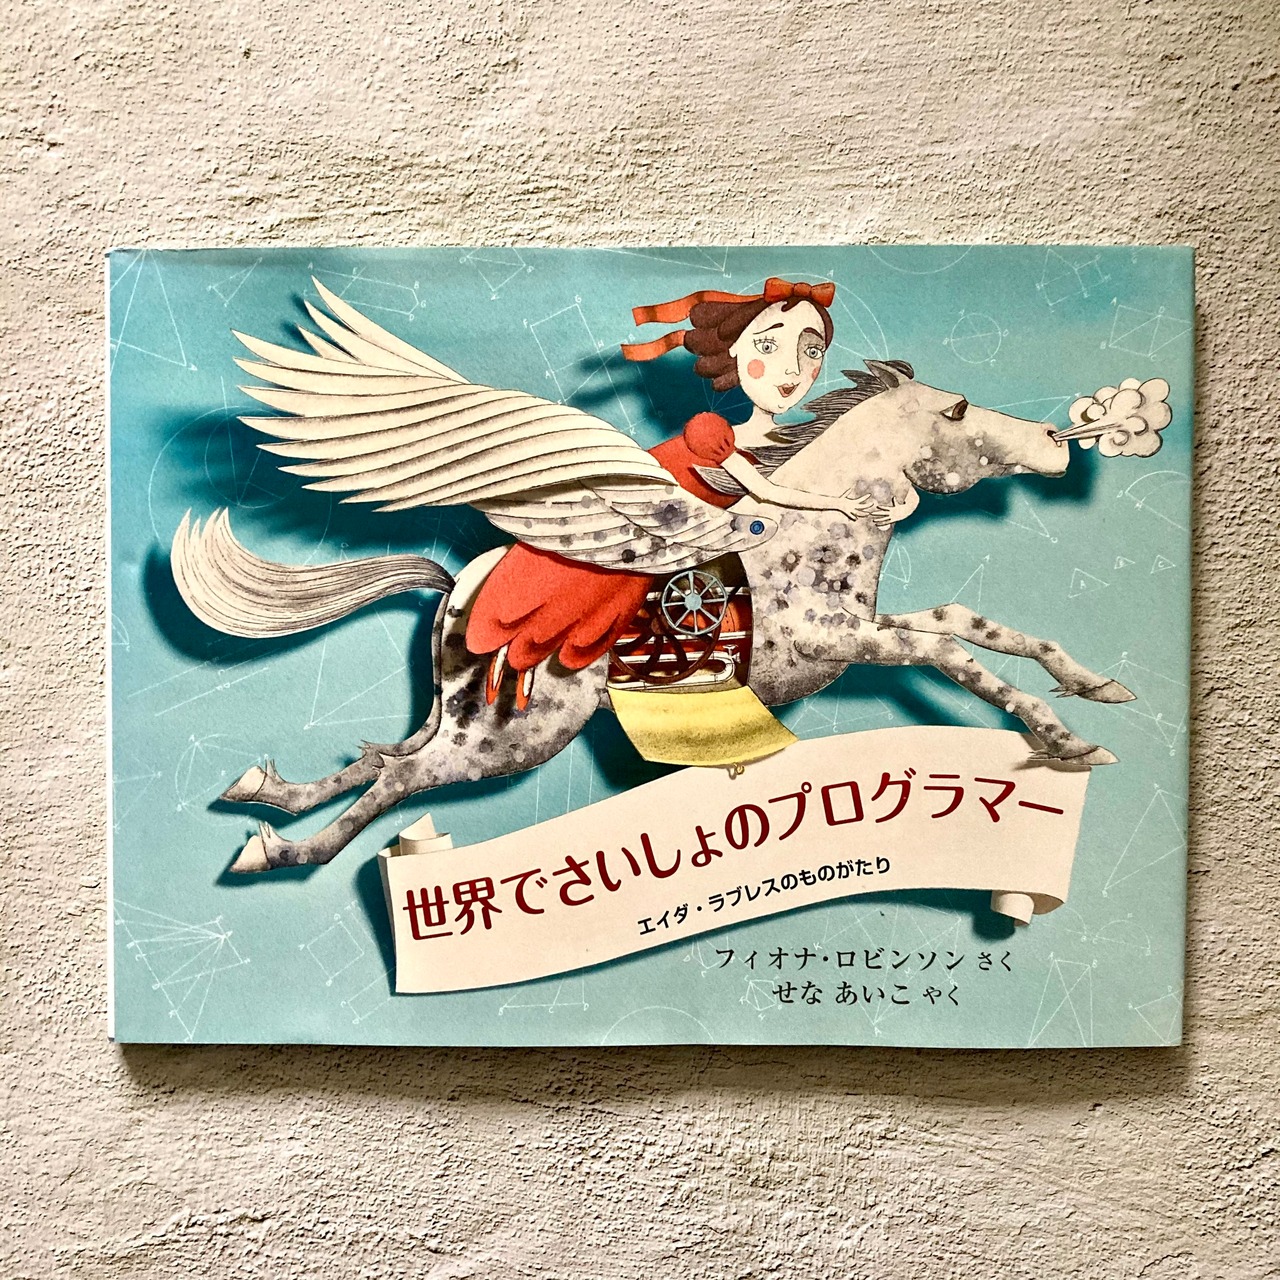 世界でさいしょのプログラマー
エイダ・ラブレスのものがたり
フィオナ・ロビンソン さく
せな あいこ やく